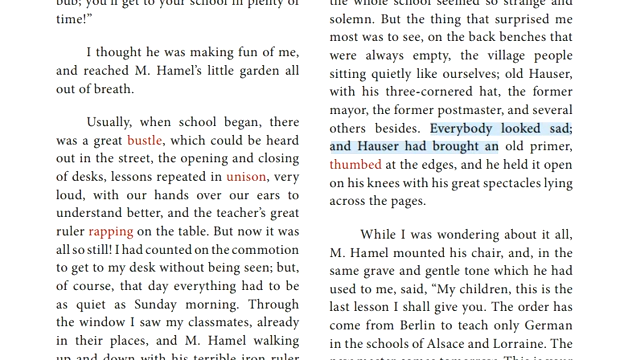 bub; you'll get to your school in plenty of
time!"
I thought he was making fun of me,
and reached M. Hamel's little garden all
out of breath.
Usually, when school began, there
was a great bustle, which could be heard
out in the street, the opening and closing
of desks, lessons repeated in unison, very
loud, with our hands over our ears to
understand better, and the teacher's great
ruler rapping on the table. But now it was
all so still! I had counted on the commotion
to get to my desk without being seen; but,
of course, that day everything had to be
as quiet as Sunday morning. Through
the window I saw my classmates, already
in their places, and M. Hamel walking
up and down with his terrible iron ruler
the whole school seemed so strange and
solemn. But the thing that surprised me
most was to see, on the back benches that
were always empty, the village people
sitting quietly like ourselves; old Hauser,
with his three-cornered hat, the former
mayor, the former postmaster, and several
others besides. Everybody looked sad;
and Hauser had brought an old primer,
thumbed at the edges, and he held it open
on his knees with his great spectacles lying
across the pages.
While I was wondering about it all,
M. Hamel mounted his chair, and, in the
same grave and gentle tone which he had
used to me, said, "My children, this is the
last lesson I shall give you. The order has
come from Berlin to teach only German
in the schools of Alsace and Lorraine. The